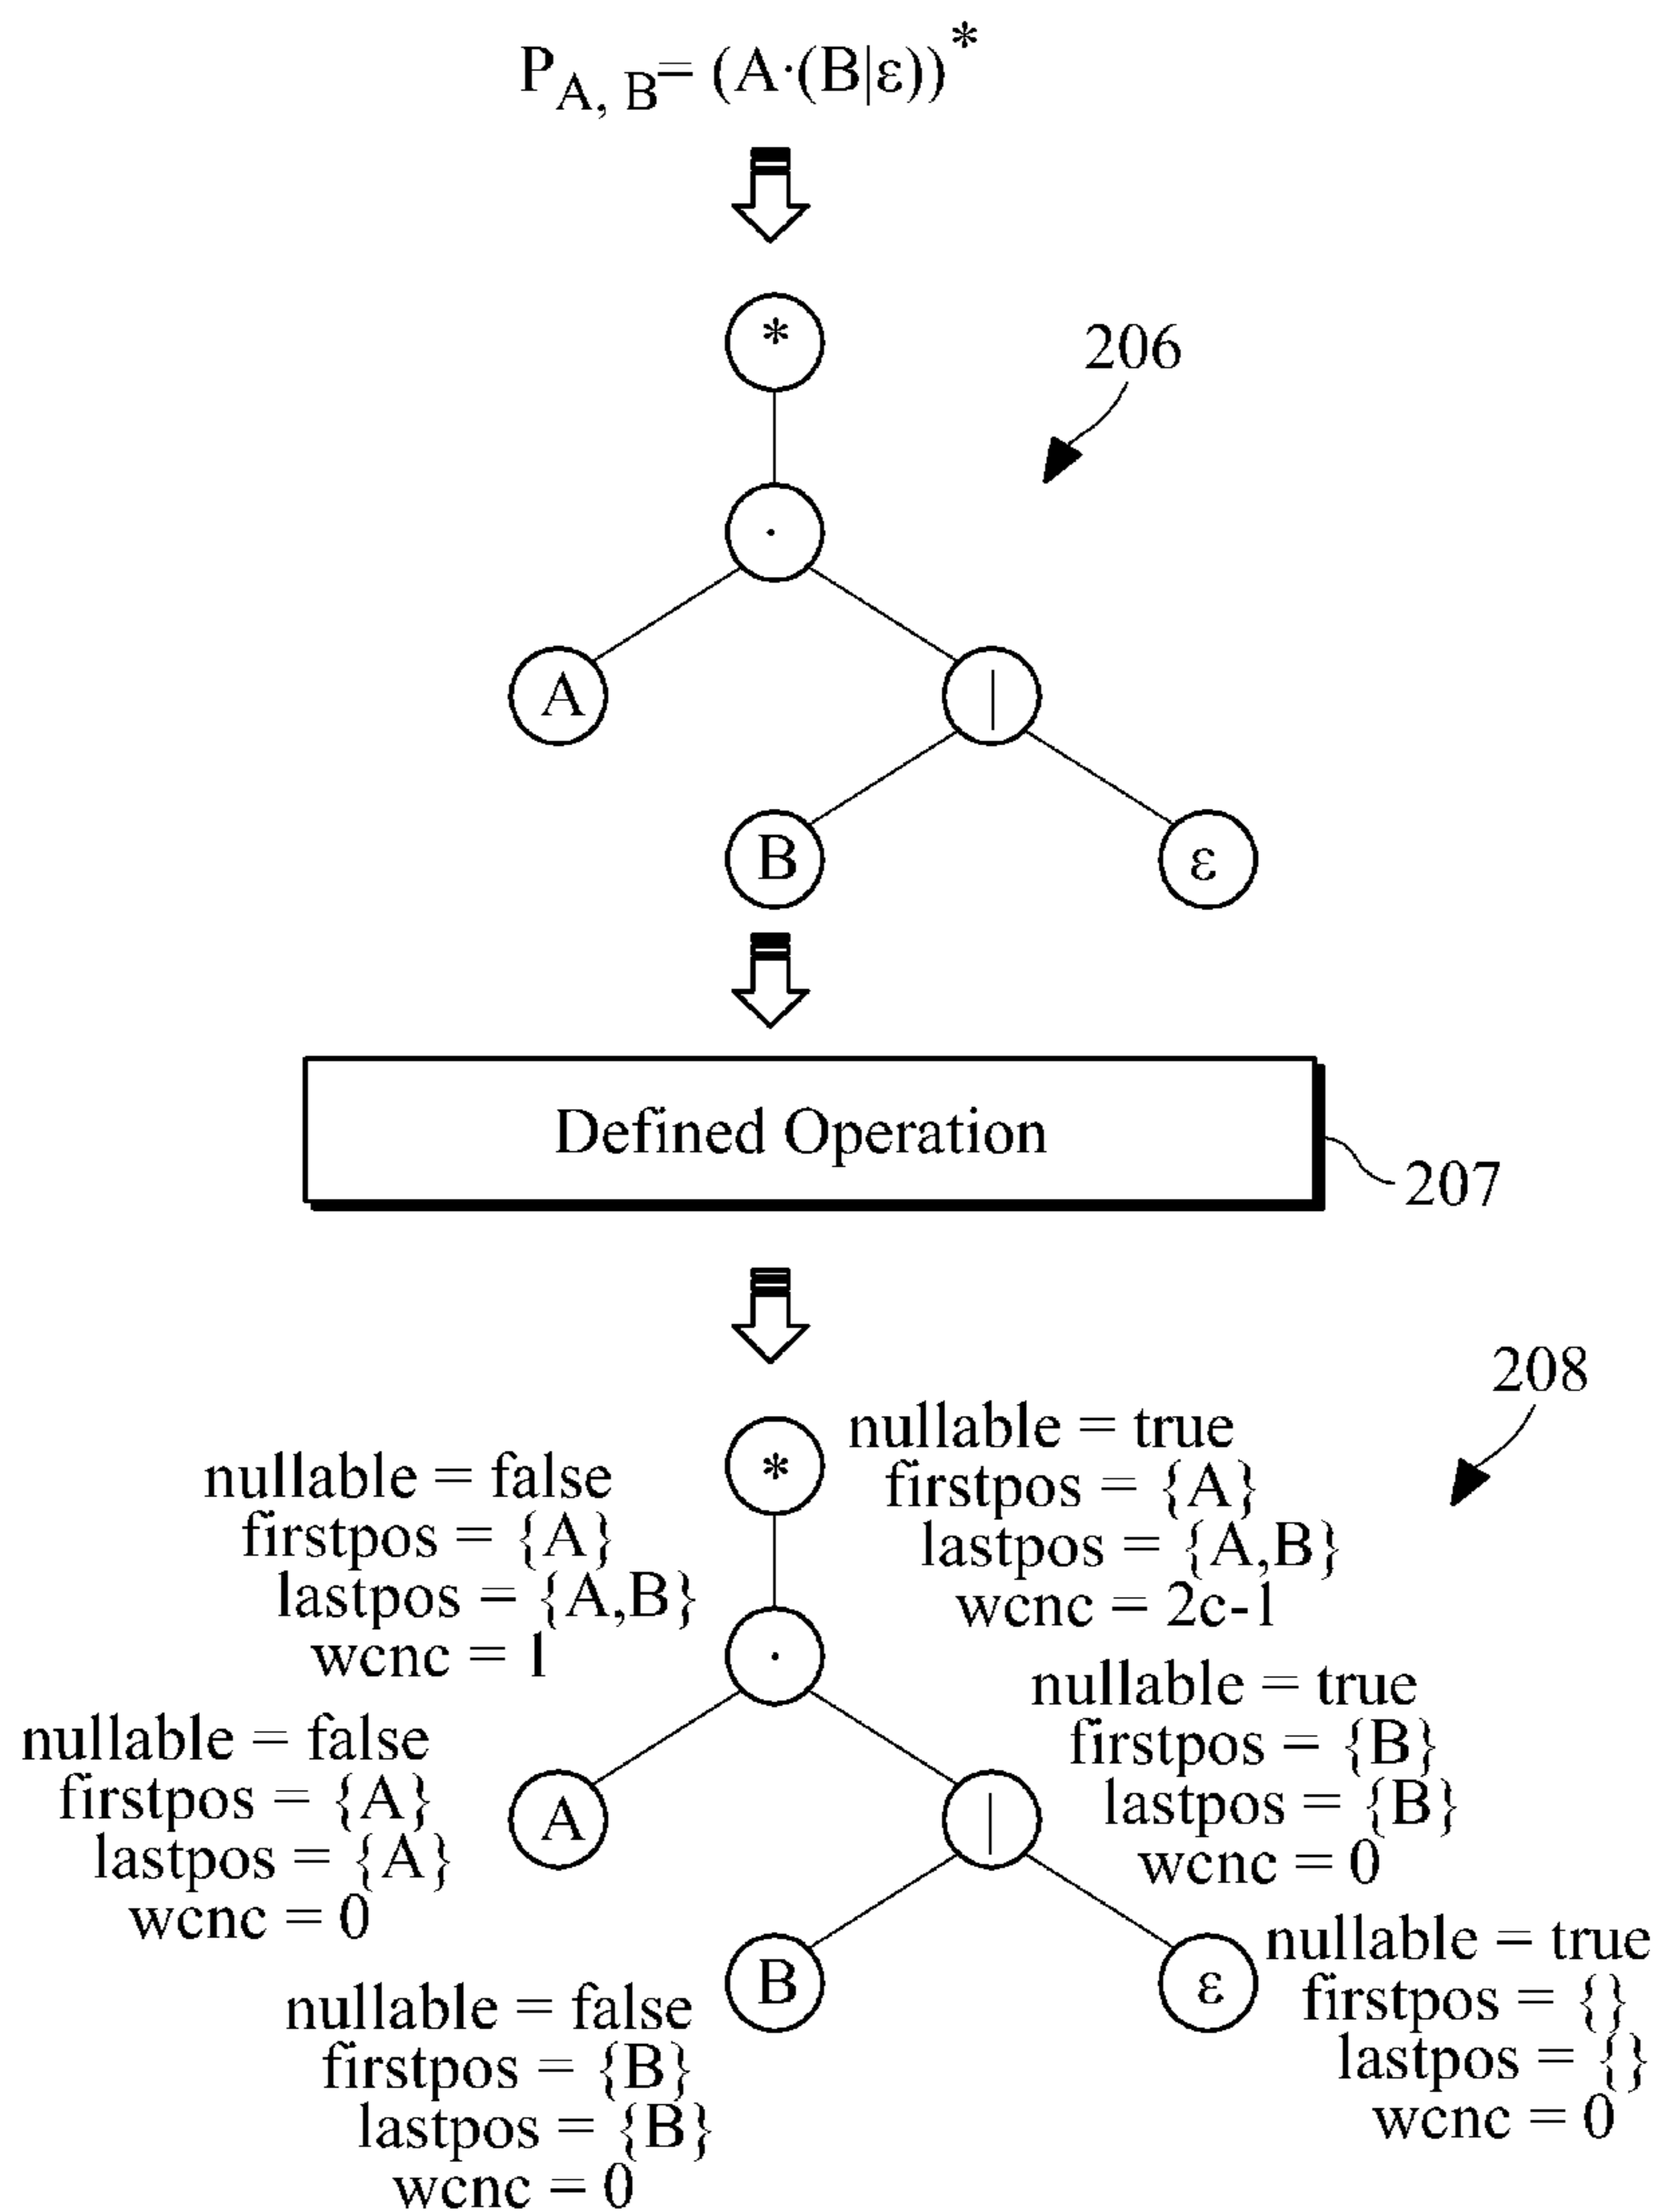 P_A, B = (A·(B|ε))*
*
206
·
A
|
B
ε
Defined Operation
207
208
*
nullable = true
firstpos = {A}
lastpos = {A,B}
wcnc = 2c-1
nullable = false
firstpos = {A}
lastpos = {A,B}
wcnc = 1
·
nullable = false
firstpos = {A}
lastpos = {A}
wcnc = 0
A
|
nullable = true
firstpos = {B}
lastpos = {B}
wcnc = 0
B
nullable = false
firstpos = {B}
lastpos = {B}
wcnc = 0
ε
nullable = true
firstpos = {}
lastpos = {}
wcnc = 0